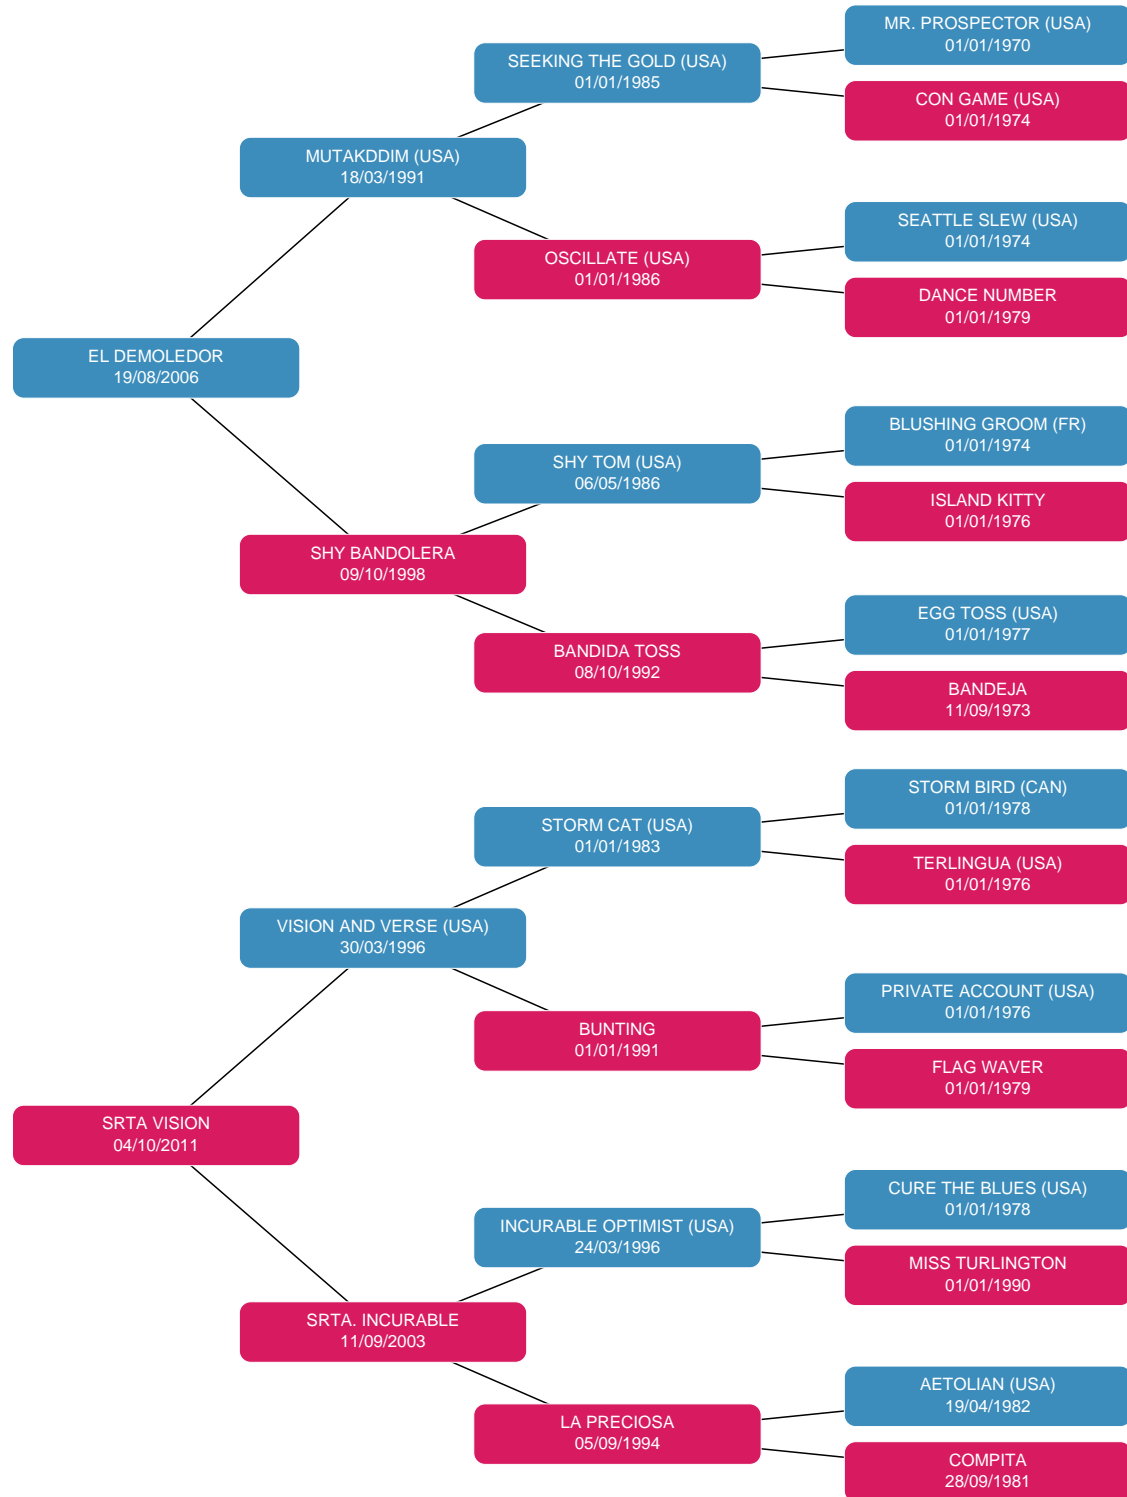 MR. PROSPECTOR (USA)
01/01/1970
SEEKING THE GOLD (USA)
01/01/1985
CON GAME (USA)
01/01/1974
MUTAKDDIM (USA)
18/03/1991
SEATTLE SLEW (USA)
01/01/1974
OSCILLATE (USA)
01/01/1986
DANCE NUMBER
01/01/1979
EL DEMOLEDOR
19/08/2006
BLUSHING GROOM (FR)
01/01/1974
SHY TOM (USA)
06/05/1986
ISLAND KITTY
01/01/1976
SHY BANDOLERA
09/10/1998
EGG TOSS (USA)
01/01/1977
BANDIDA TOSS
08/10/1992
BANDEJA
11/09/1973
STORM BIRD (CAN)
01/01/1978
STORM CAT (USA)
01/01/1983
TERLINGUA (USA)
01/01/1976
VISION AND VERSE (USA)
30/03/1996
PRIVATE ACCOUNT (USA)
01/01/1976
BUNTING
01/01/1991
FLAG WAVER
01/01/1979
SRTA VISION
04/10/2011
CURE THE BLUES (USA)
01/01/1978
INCURABLE OPTIMIST (USA)
24/03/1996
MISS TURLINGTON
01/01/1990
SRTA. INCURABLE
11/09/2003
AETOLIAN (USA)
19/04/1982
LA PRECIOSA
05/09/1994
COMPITA
28/09/1981